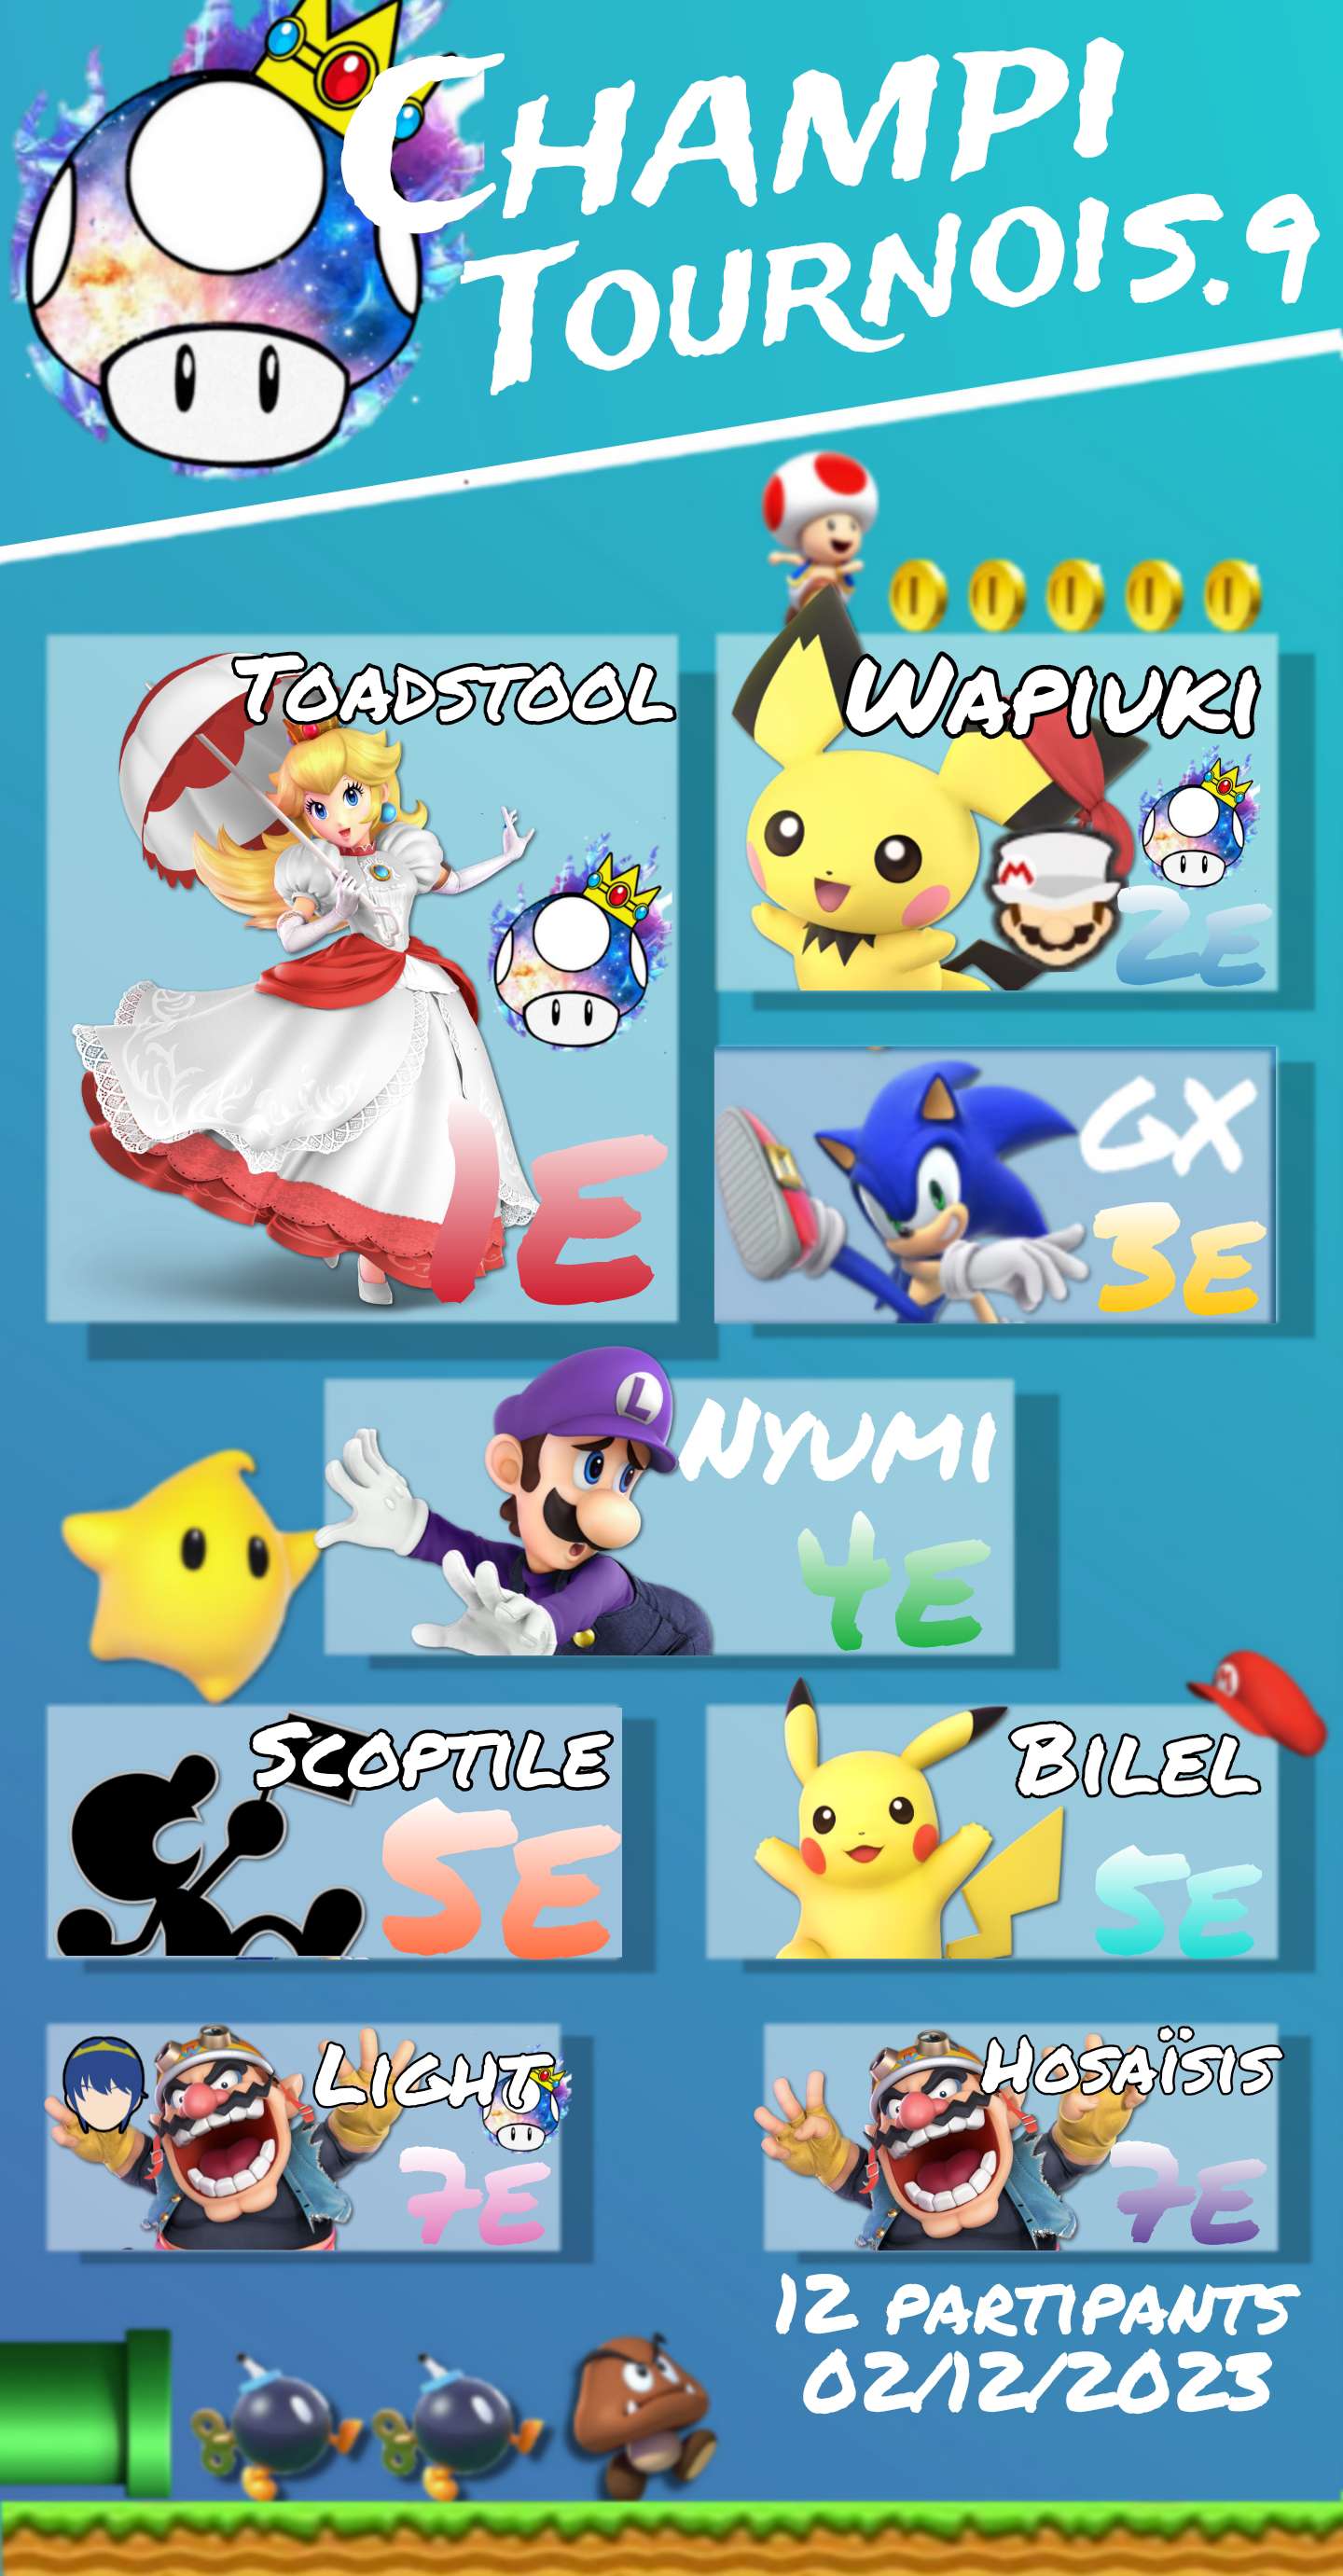 Champi
Tournois.9
Toadstool
1e
Wapiuki
M
2e
GX
3e
L
Nyumi
4e
M
Scoptile
5e
Bilel
5e
Light
7e
Hosaïsis
7e
12 partipants
02/12/2023